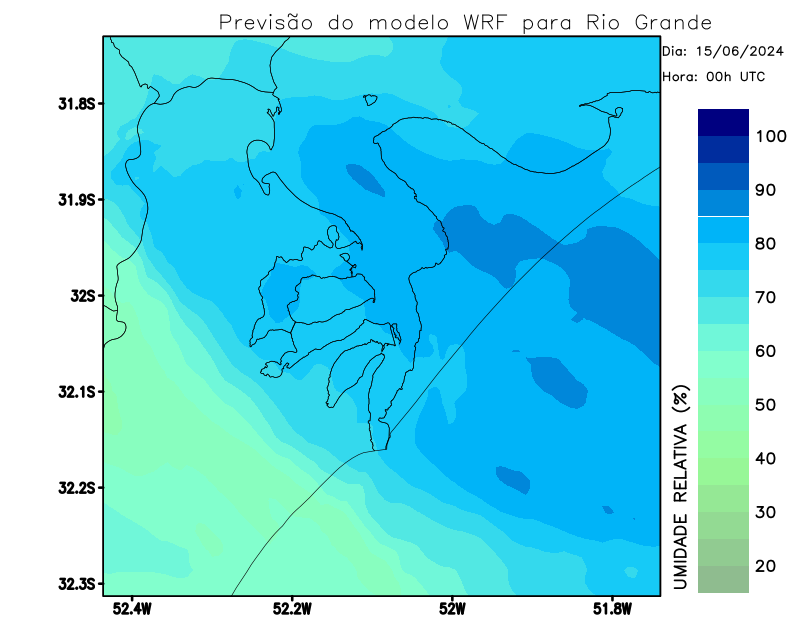 Previsão do modelo WRF para Rio Grande
Dia: 15/06/2024
Hora: 00h UTC
31.8S
31.9S
32S
32.1S
32.2S
32.3S
52.4W
52.2W
52W
51.8W
UMIDADE RELATIVA (%)
100
90
80
70
60
50
40
30
20